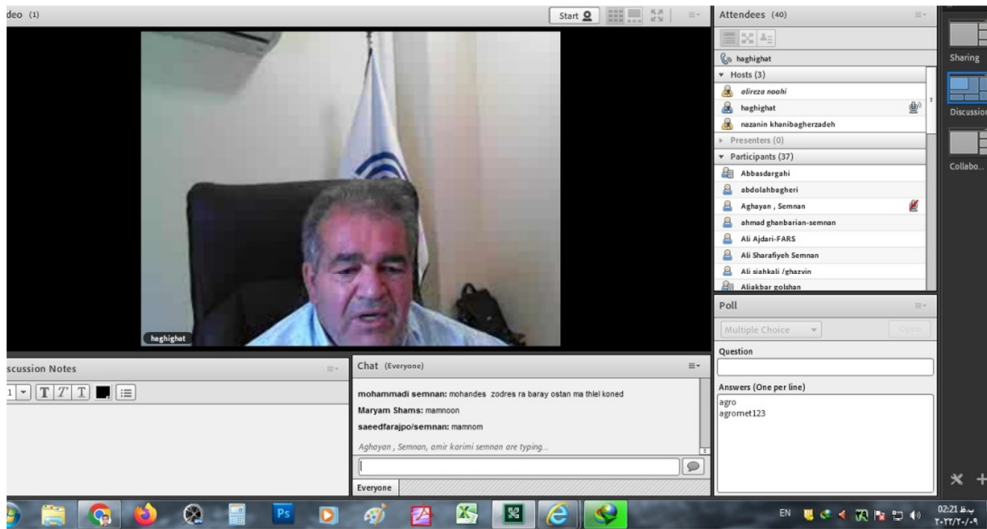 deo (1)
Start
haghighat
Attendees (40)
haghighat
Hosts (3)
alireza noohi
haghighat
nazanin khanibagherzadeh
Presenters (0)
Participants (37)
Abbasdargahi
abdolahbagheri
Aghayan , Semnan
ahmad ghanbarian-semnan
Ali Ajdari-FARS
Ali Sharafiyeh Semnan
Ali siahkali /ghazvin
Aliakbar golshan
Sharing
Discussion
Collabo...
scussion Notes
1
T T T
Chat (Everyone)
mohammadi semnan: mohandes zodres ra baray ostan ma thlel koned
Maryam Shams: mamnoon
saeedfarajpo/semnan: mamnom
Aghayan , Semnan, amir karimi semnan are typing...
Everyone
Poll
Multiple Choice
Open
Question
Answers (One per line)
agro
agromet123
Ps
EN
02:21 ب.ظ